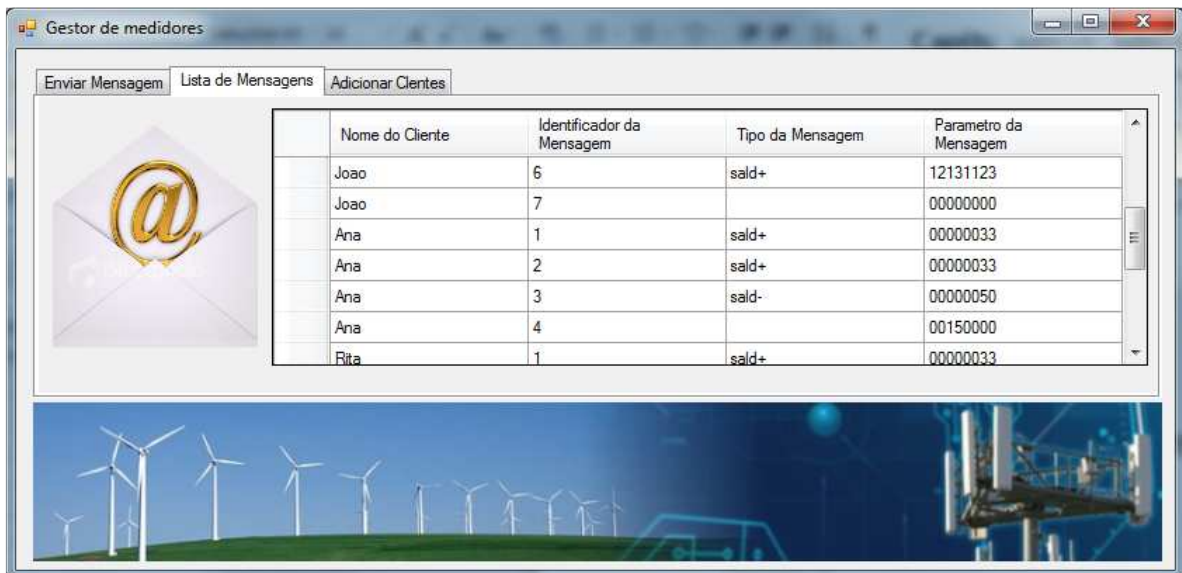 Gestor de medidores
Enviar Mensagem Lista de Mensagens Adicionar Clentes
Nome do Cliente Identificador da Mensagem Tipo da Mensagem Parametro da Mensagem
Joao 6 sald+ 12131123
Joao 7 00000000
Ana 1 sald+ 00000033
Ana 2 sald+ 00000033
Ana 3 sald- 00000050
Ana 4 00150000
Rita 1 sald+ 00000033